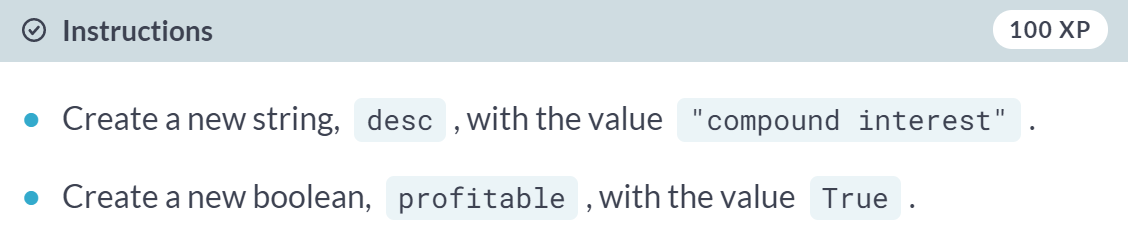 Instructions 100 XP
Create a new string, desc , with the value "compound interest" .
Create a new boolean, profitable , with the value True .